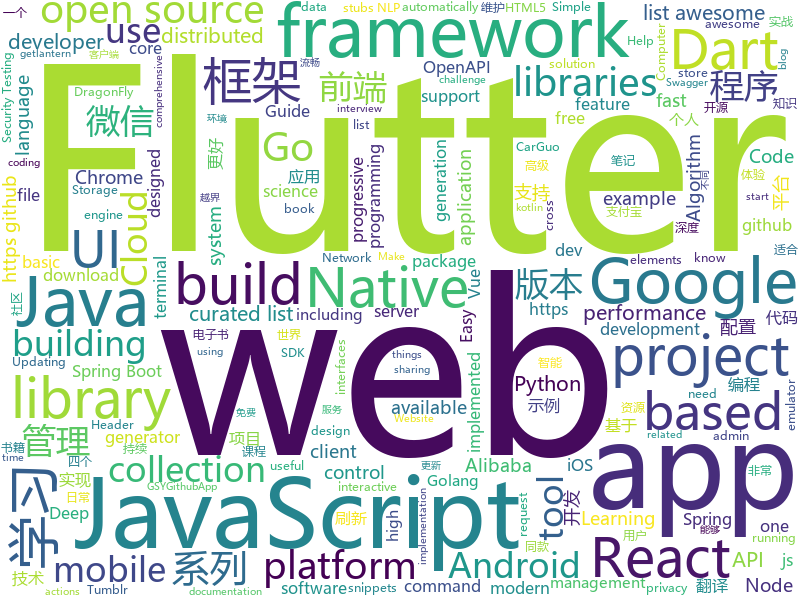 Flutter
web
app
JavaScript
framework
React
Google
Java
build
project
library
Native
Dart
UI
platform
Android
based
libraries
open source
use
框架
前端
程序
微信
版本
学习
系列
管理
Cloud
Go
tool
mobile
collection
building
developer
distributed
core
language
support
OpenAPI
Guide
list awesome
fast
feature
free
Code
Chrome
designed
file
science
应用
更好
支持
progressive
programming
generation
application
example
Algorithm
平台
https github
basic
download
system
terminal
package
Vue
dev
github
performance
development
配置
代码
curated list
including
server
Easy
https
Spring Boot
generator
available
implemented
Python
示例
编程
基于
client
control
Alibaba
iOS
Golang
Learning
Spring
admin
one
Deep
项目
实现
技术
刷新
high
开发
API
js
Node
翻译
modern
command
snippets
management
privacy
software
request
Tumblr
interactive
design
useful
课程
日常
持续
四个
书籍
time
Updating
社区
Header
电子书
世界
using
SDK
things
sharing
Network
Make
Storage
engine
环境
越界
book
DragonFly
getlantern
comprehensive
客户端
流畅
interview
list
challenge
solution
Swagger
blog
coding
Security Testing
一个
data
automatically
维护
HTML5
Simple
stubs NLP
awesome
实战
Help
Computer
store
开源
知识
个人
CarGuo
笔记
高级
kotlin
cross
支付宝
深度
不同
体验
start
适合
elements
know
interfaces
need
资源
智能
免费
服务
Website
emulator
related
非常
用户
能够
running
更新
同款
implementation
GSYGithubApp
documentation
actions